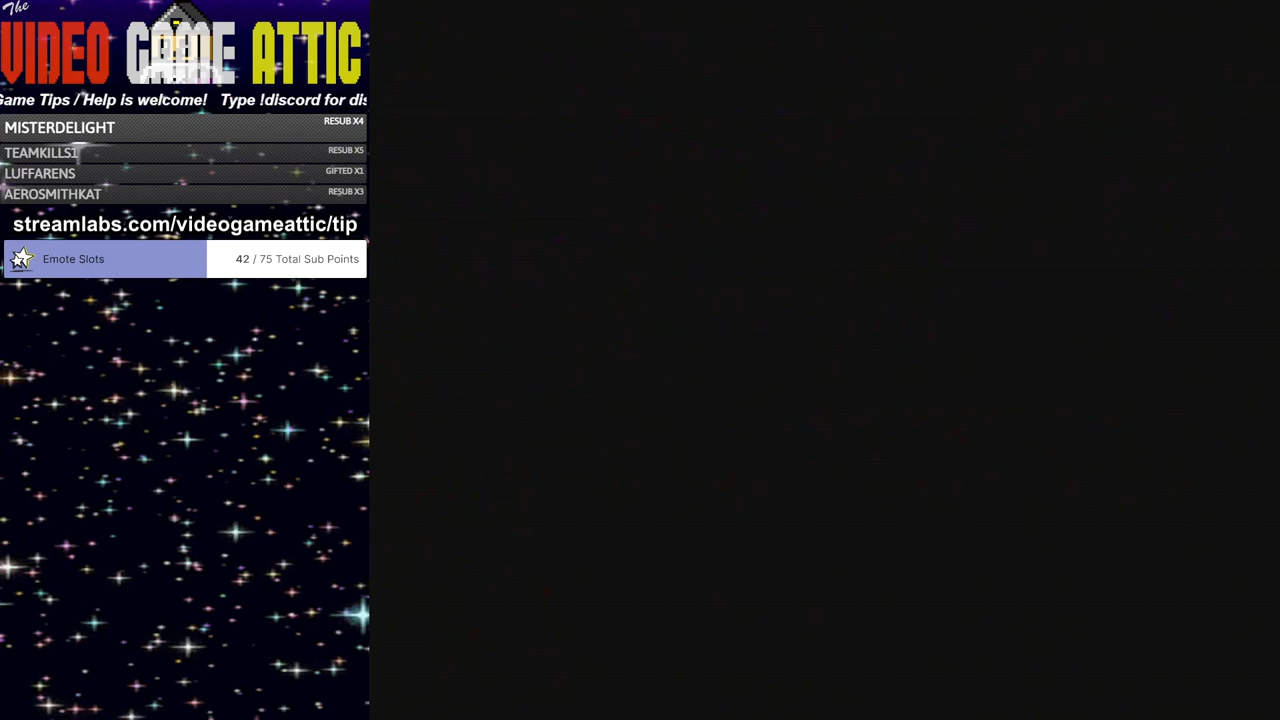 The
VIDEO GAME ATTIC
Game Tips / Help is welcome! Type !discord for dis
MISTERDELIGHT RESUB X4
TEAMKILLS1 RESUB X5
LUFFARENS GIFTED X1
AEROSMITHKAT RESUB X3
streamlabs.com/videogameattic/tip
Emote Slots 42 / 75 Total Sub Points